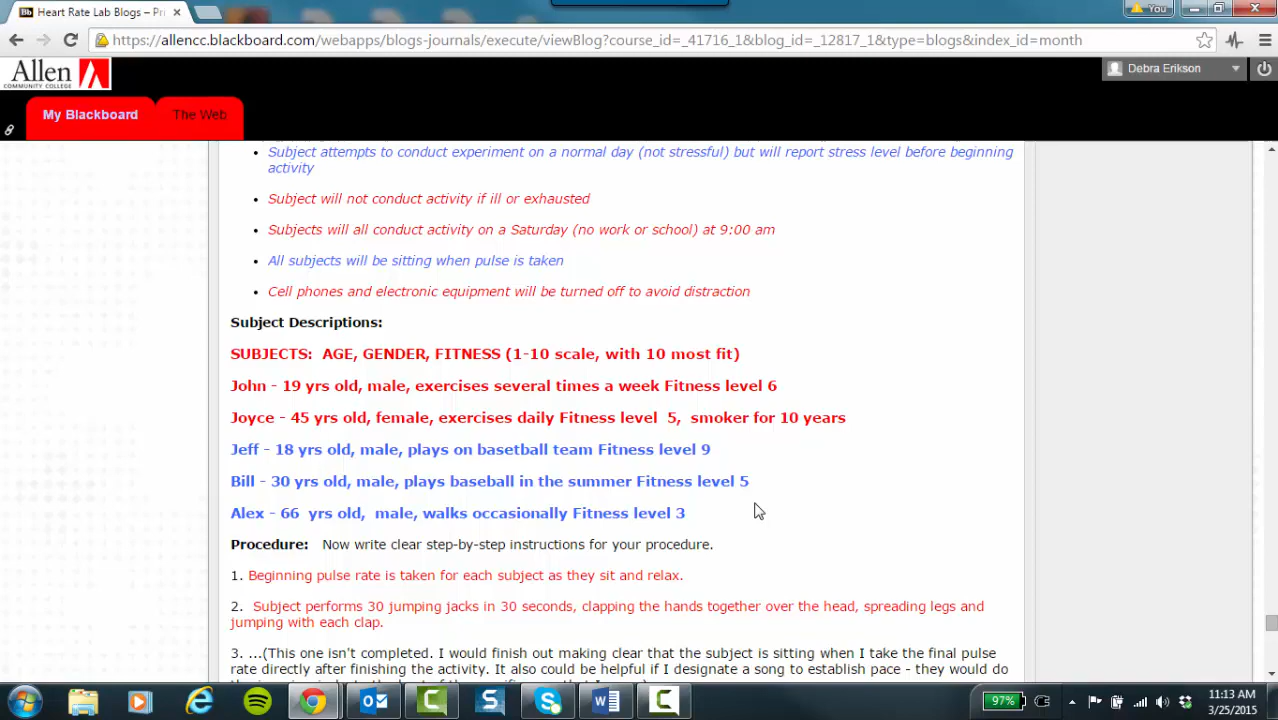 Heart Rate Lab Blogs – Pri
You
https://allencc.blackboard.com/webapps/blogs-journals/execute/viewBlog?course_id=_41716_1&blog_id=_12817_1&type=blogs&index_id=month
Allen
COMMUNITY COLLEGE
Debra Erikson
My Blackboard
The Web
• Subject attempts to conduct experiment on a normal day (not stressful) but will report stress level before beginning
activity
• Subject will not conduct activity if ill or exhausted
• Subjects will all conduct activity on a Saturday (no work or school) at 9:00 am
• All subjects will be sitting when pulse is taken
• Cell phones and electronic equipment will be turned off to avoid distraction
Subject Descriptions:
SUBJECTS: AGE, GENDER, FITNESS (1-10 scale, with 10 most fit)
John - 19 yrs old, male, exercises several times a week Fitness level 6
Joyce - 45 yrs old, female, exercises daily Fitness level 5, smoker for 10 years
Jeff - 18 yrs old, male, plays on basetball team Fitness level 9
Bill - 30 yrs old, male, plays baseball in the summer Fitness level 5
Alex - 66 yrs old, male, walks occasionally Fitness level 3
Procedure: Now write clear step-by-step instructions for your procedure.
1. Beginning pulse rate is taken for each subject as they sit and relax.
2. Subject performs 30 jumping jacks in 30 seconds, clapping the hands together over the head, spreading legs and
jumping with each clap.
3. ...(This one isn't completed. I would finish out making clear that the subject is sitting when I take the final pulse
rate directly after finishing the activity. It also could be helpful if I designate a song to establish pace - they would do
97%
11:13 AM
3/25/2015